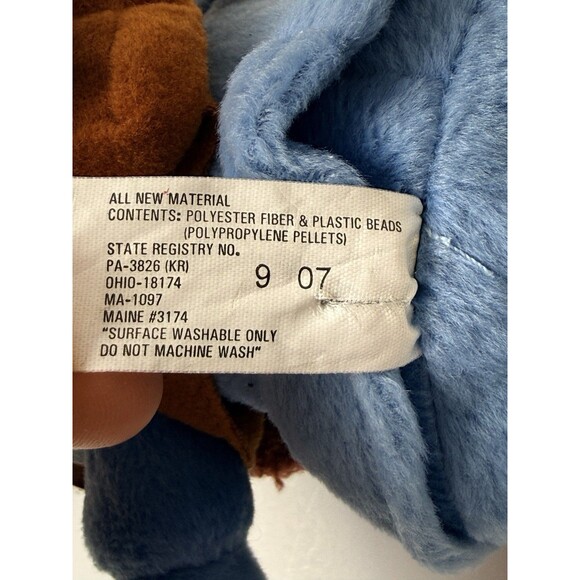 ALL NEW MATERIAL
CONTENTS: POLYESTER FIBER & PLASTIC BEADS
(POLYPROPYLENE PELLETS)
STATE REGISTRY NO.
PA-3826 (KR) 9 07
OHIO-18174
MA-1097
MAINE #3174
"SURFACE WASHABLE ONLY
DO NOT MACHINE WASH"